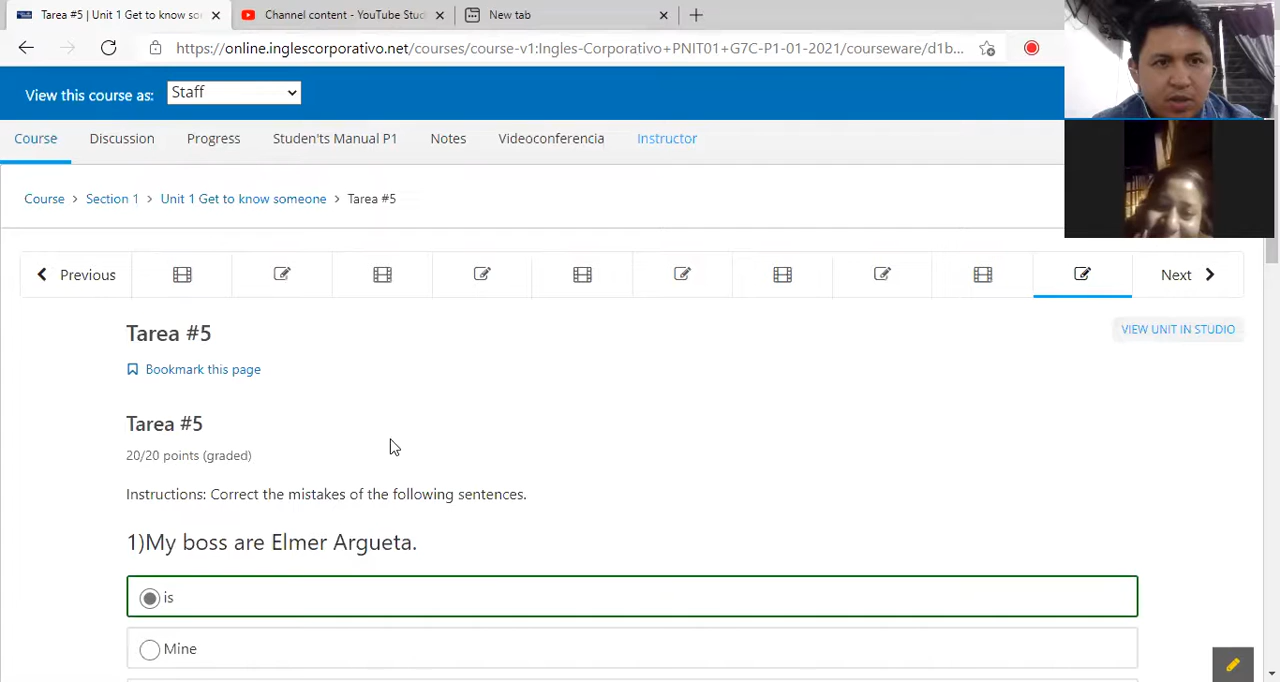 Tarea #5 | Unit 1 Get to know so
Channel content - YouTube Stud
New tab
https://online.inglescorporativo.net/courses/course-v1:Ingles-Corporativo+PNIT01+G7C-P1-01-2021/courseware/d1b...
View this course as: Staff
Course Discussion Progress Studen'ts Manual P1 Notes Videoconferencia Instructor
Course > Section 1 > Unit 1 Get to know someone > Tarea #5
Previous Next
Tarea #5
VIEW UNIT IN STUDIO
Bookmark this page
Tarea #5
20/20 points (graded)
Instructions: Correct the mistakes of the following sentences.
1)My boss are Elmer Argueta.
is
Mine